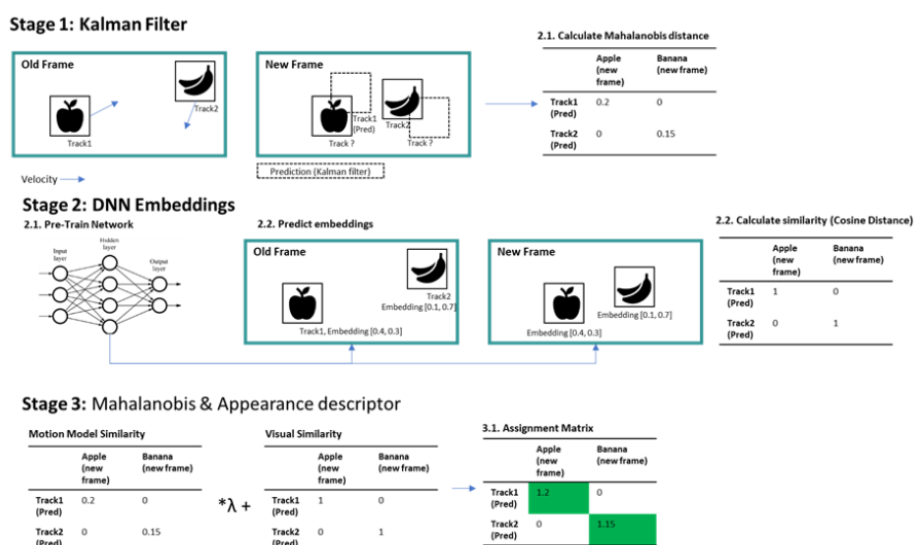 Stage 1: Kalman Filter
2.1. Calculate Mahalanobis distance
Old Frame
Track2
Track1
New Frame
Track1
(Pred)
Track2
Track ?
Track ?
Velocity
Prediction (Kalman filter)
Apple
(new
frame)
Banana
(new frame)
Track1
(Pred)
0.2
0
Track2
(Pred)
0
0.15
Stage 2: DNN Embeddings
2.1. Pre-Train Network
Input
layer
Hidden
layer
Output
layer
2.2. Predict embeddings
Old Frame
Track2
Embedding [0.1, 0.7]
Track1, Embedding [0.4, 0.3]
New Frame
Embedding [0.1, 0.7]
Embedding [0.4, 0.3]
2.2. Calculate similarity (Cosine Distance)
Apple
(new
frame)
Banana
(new frame)
Track1
(Pred)
1
0
Track2
(Pred)
0
1
Stage 3: Mahalanobis & Appearance descriptor
Motion Model Similarity
Apple
(new
frame)
Banana
(new frame)
Track1
(Pred)
0.2
0
Track2
(Pred)
0
0.15
*λ +
Visual Similarity
Apple
(new
frame)
Banana
(new frame)
Track1
(Pred)
1
0
Track2
(Pred)
0
1
3.1. Assignment Matrix
Apple
(new
frame)
Banana
(new frame)
Track1
(Pred)
1.2
0
Track2
(Pred)
0
1.15